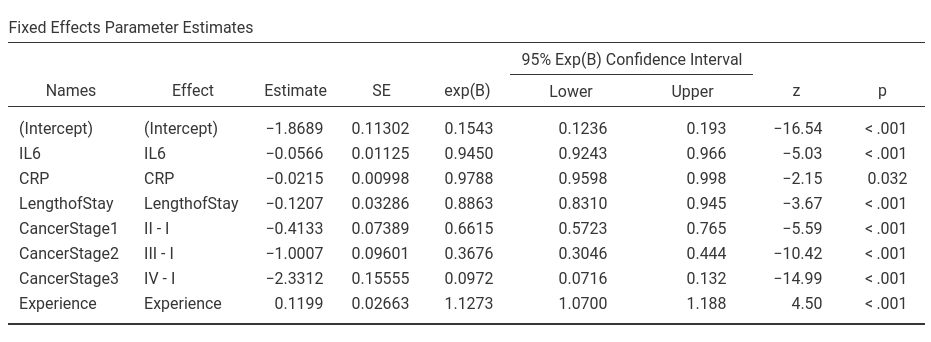 Fixed Effects Parameter Estimates
95% Exp(B) Confidence Interval
Names Effect Estimate SE exp(B) Lower Upper z p
(Intercept) (Intercept) −1.8689 0.11302 0.1543 0.1236 0.193 −16.54 < .001
IL6 IL6 −0.0566 0.01125 0.9450 0.9243 0.966 −5.03 < .001
CRP CRP −0.0215 0.00998 0.9788 0.9598 0.998 −2.15 0.032
LengthofStay LengthofStay −0.1207 0.03286 0.8863 0.8310 0.945 −3.67 < .001
CancerStage1 II - I −0.4133 0.07389 0.6615 0.5723 0.765 −5.59 < .001
CancerStage2 III - I −1.0007 0.09601 0.3676 0.3046 0.444 −10.42 < .001
CancerStage3 IV - I −2.3312 0.15555 0.0972 0.0716 0.132 −14.99 < .001
Experience Experience 0.1199 0.02663 1.1273 1.0700 1.188 4.50 < .001